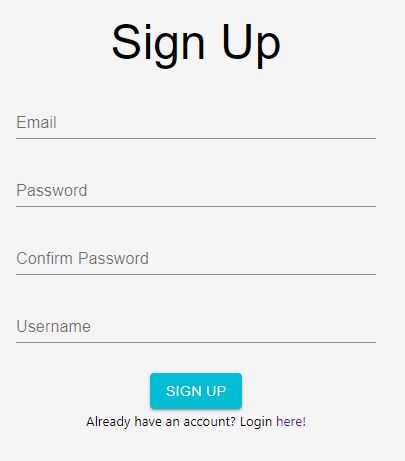 Sign Up
Email
Password
Confirm Password
Username
SIGN UP
Already have an account? Login here!